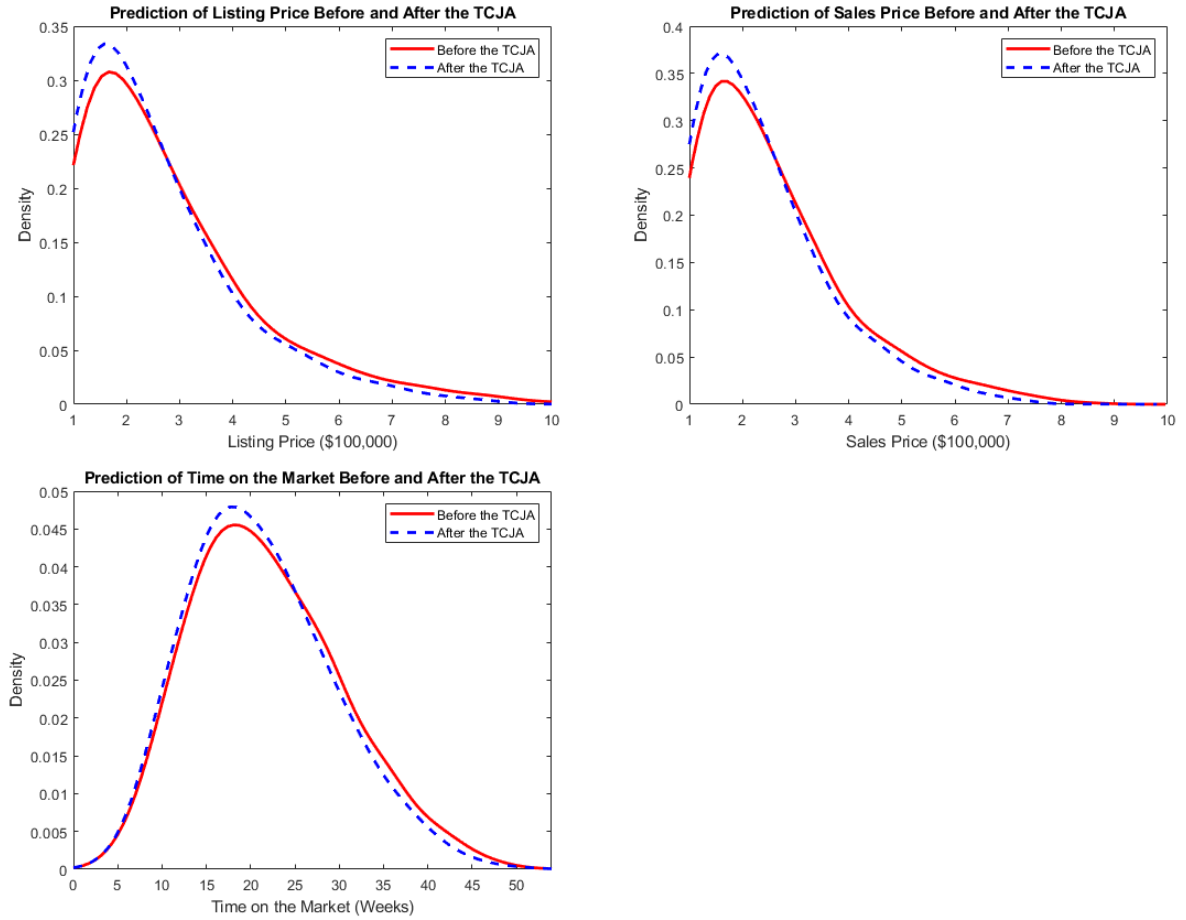 Prediction of Listing Price Before and After the TCJA
0.35
0.3
0.25
0.2
0.15
0.1
0.05
0
Density
Before the TCJA
After the TCJA
1 2 3 4 5 6 7 8 9 10
Listing Price ($100,000)
Prediction of Sales Price Before and After the TCJA
0.4
0.35
0.3
0.25
0.2
0.15
0.1
0.05
0
Density
Before the TCJA
After the TCJA
1 2 3 4 5 6 7 8 9 10
Sales Price ($100,000)
Prediction of Time on the Market Before and After the TCJA
0.05
0.045
0.04
0.035
0.03
0.025
0.02
0.015
0.01
0.005
0
Density
Before the TCJA
After the TCJA
0 5 10 15 20 25 30 35 40 45 50
Time on the Market (Weeks)